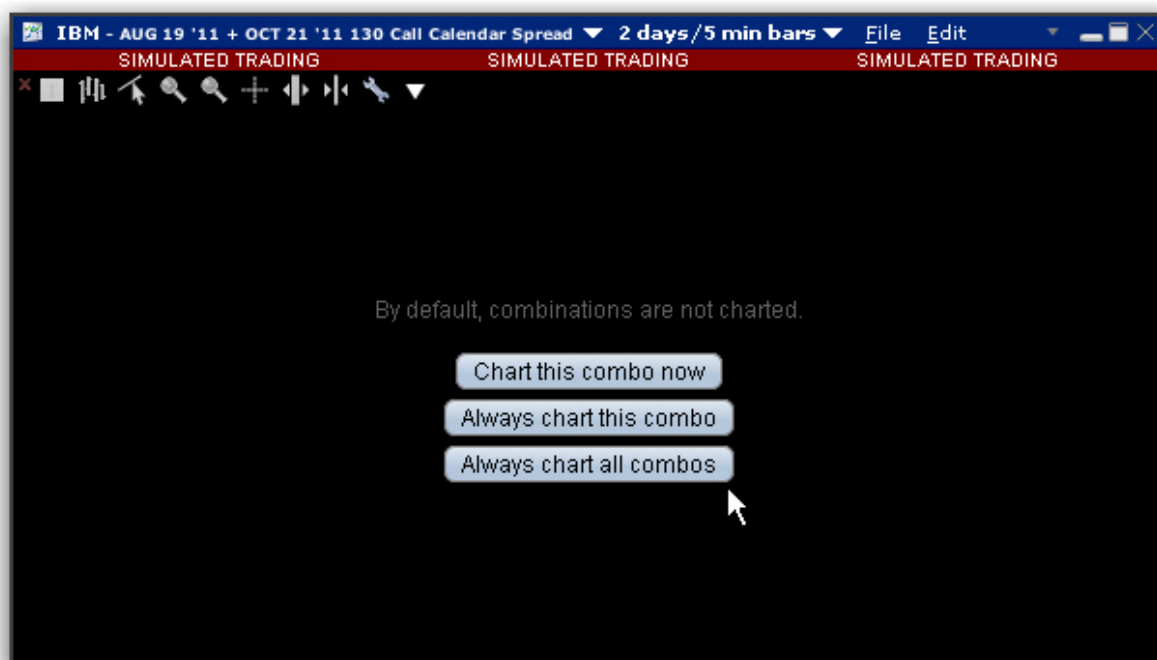 IBM - AUG 19 '11 + OCT 21 '11 130 Call Calendar Spread 2 days/5 min bars File Edit
SIMULATED TRADING SIMULATED TRADING SIMULATED TRADING
By default, combinations are not charted.
Chart this combo now
Always chart this combo
Always chart all combos